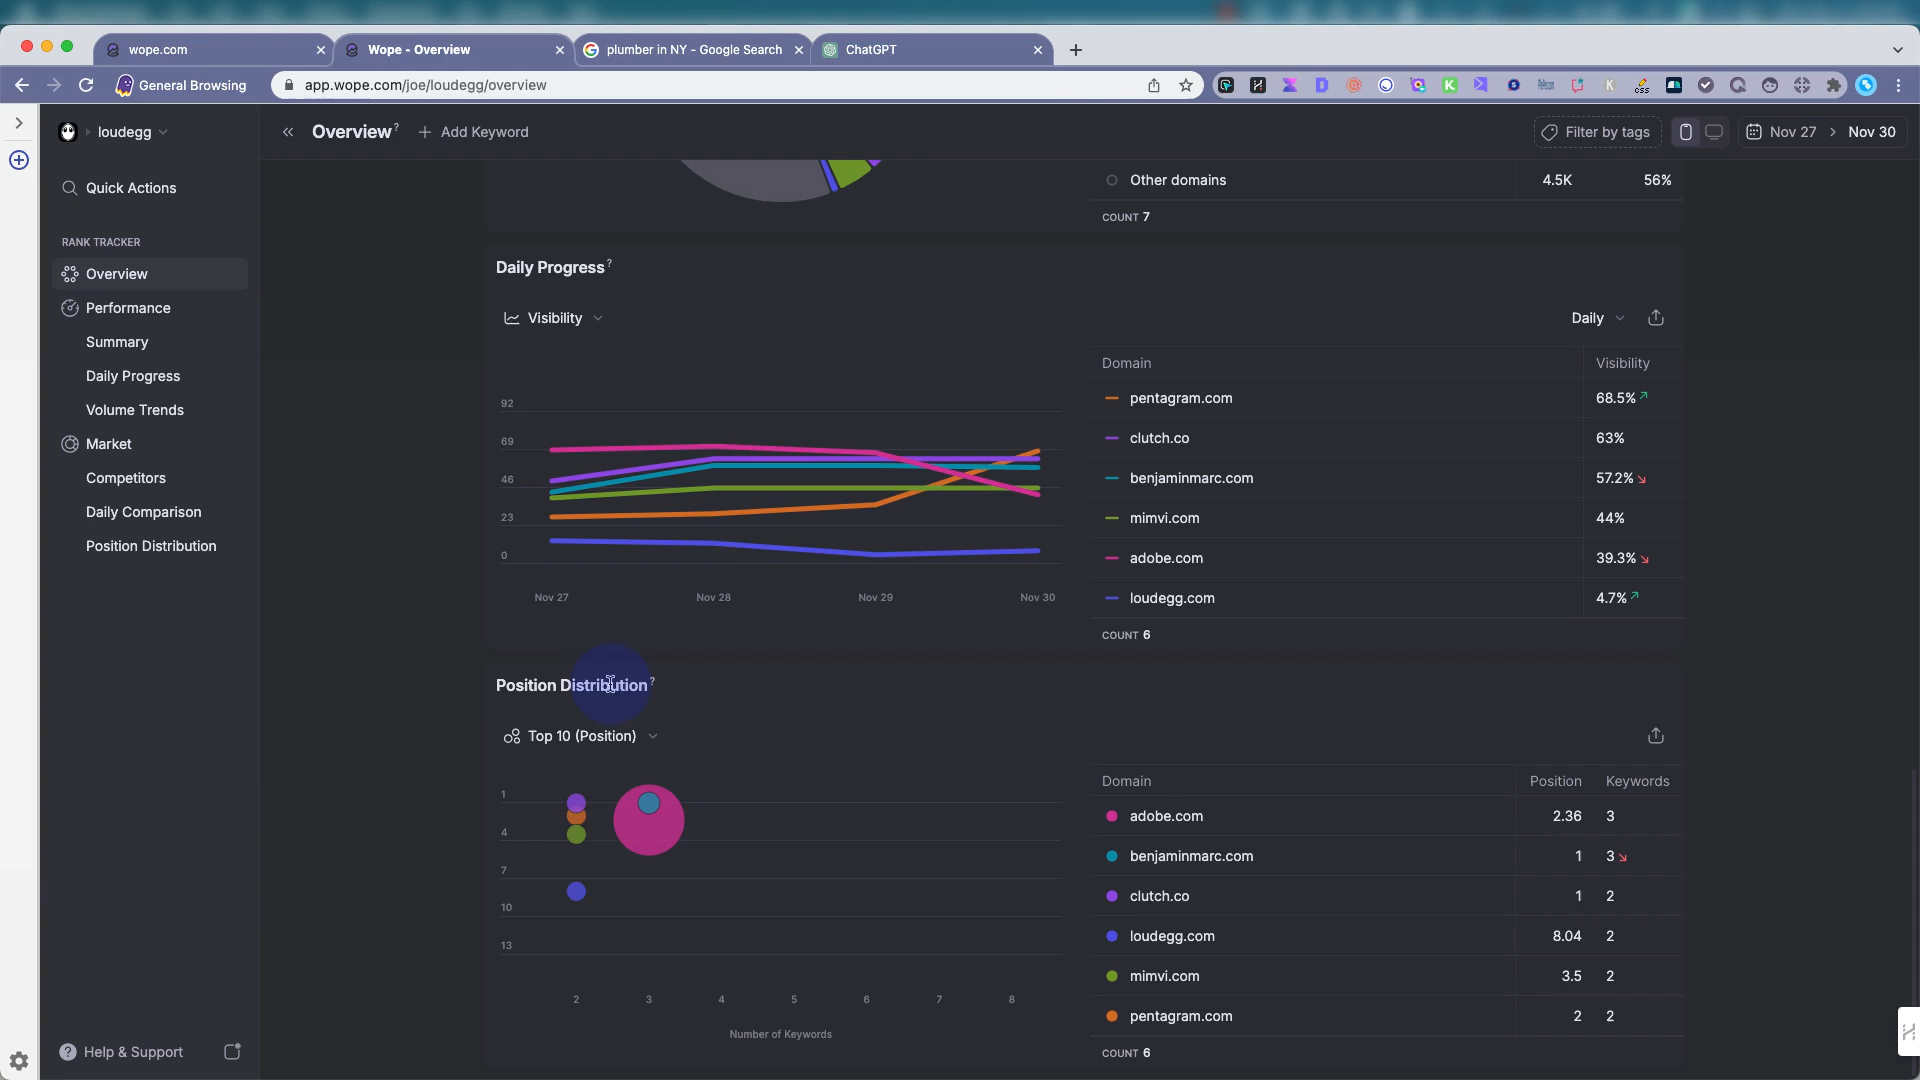 wope.com
Wope - Overview
plumber in NY - Google Search
ChatGPT
General Browsing
app.wope.com/joe/loudegg/overview
loudegg
Overview?
Add Keyword
Filter by tags
Nov 27 > Nov 30
Quick Actions
RANK TRACKER
Overview
Performance
Summary
Daily Progress
Volume Trends
Market
Competitors
Daily Comparison
Position Distribution
Help & Support
Other domains 4.5K 56%
COUNT 7
Daily Progress?
Visibility
Daily
92
69
46
23
0
Nov 27 Nov 28 Nov 29 Nov 30
Domain Visibility
pentagram.com 68.5%
clutch.co 63%
benjaminmarc.com 57.2%
mimvi.com 44%
adobe.com 39.3%
loudegg.com 4.7%
COUNT 6
Position Distribution?
Top 10 (Position)
1
4
7
10
13
2 3 4 5 6 7 8
Number of Keywords
Domain Position Keywords
adobe.com 2.36 3
benjaminmarc.com 1 3
clutch.co 1 2
loudegg.com 8.04 2
mimvi.com 3.5 2
pentagram.com 2 2
COUNT 6